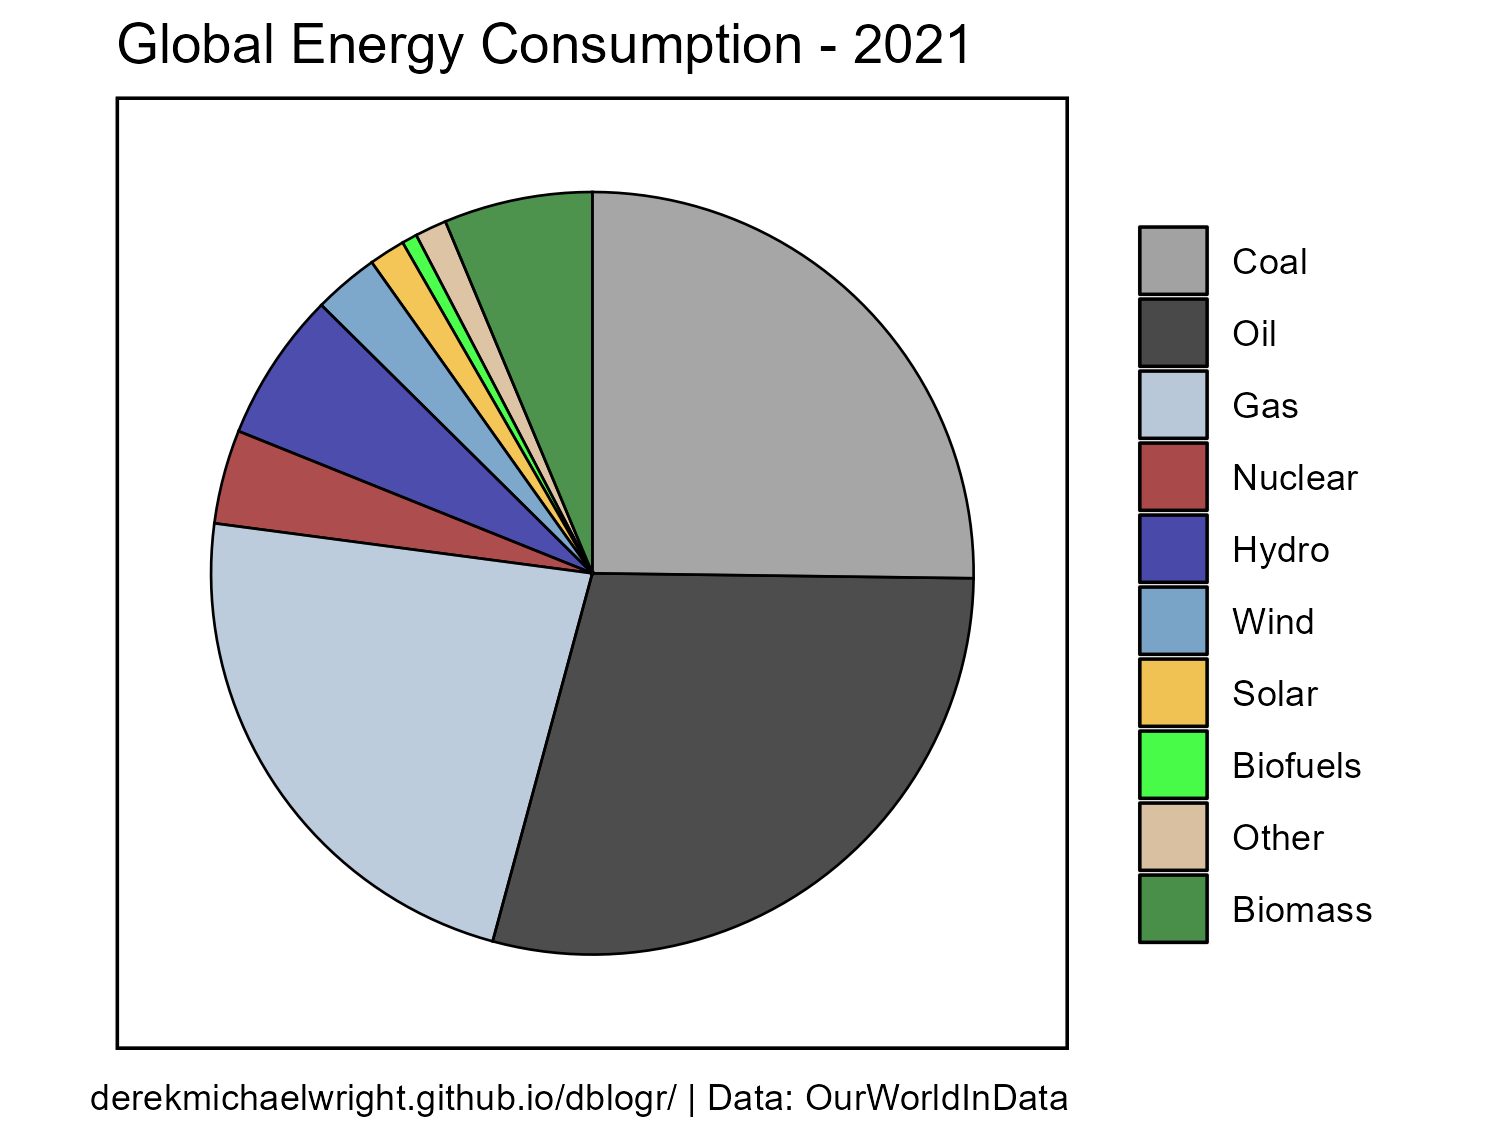 Global Energy Consumption - 2021
Coal
Oil
Gas
Nuclear
Hydro
Wind
Solar
Biofuels
Other
Biomass
derekmichaelwright.github.io/dblogr/ | Data: OurWorldInData